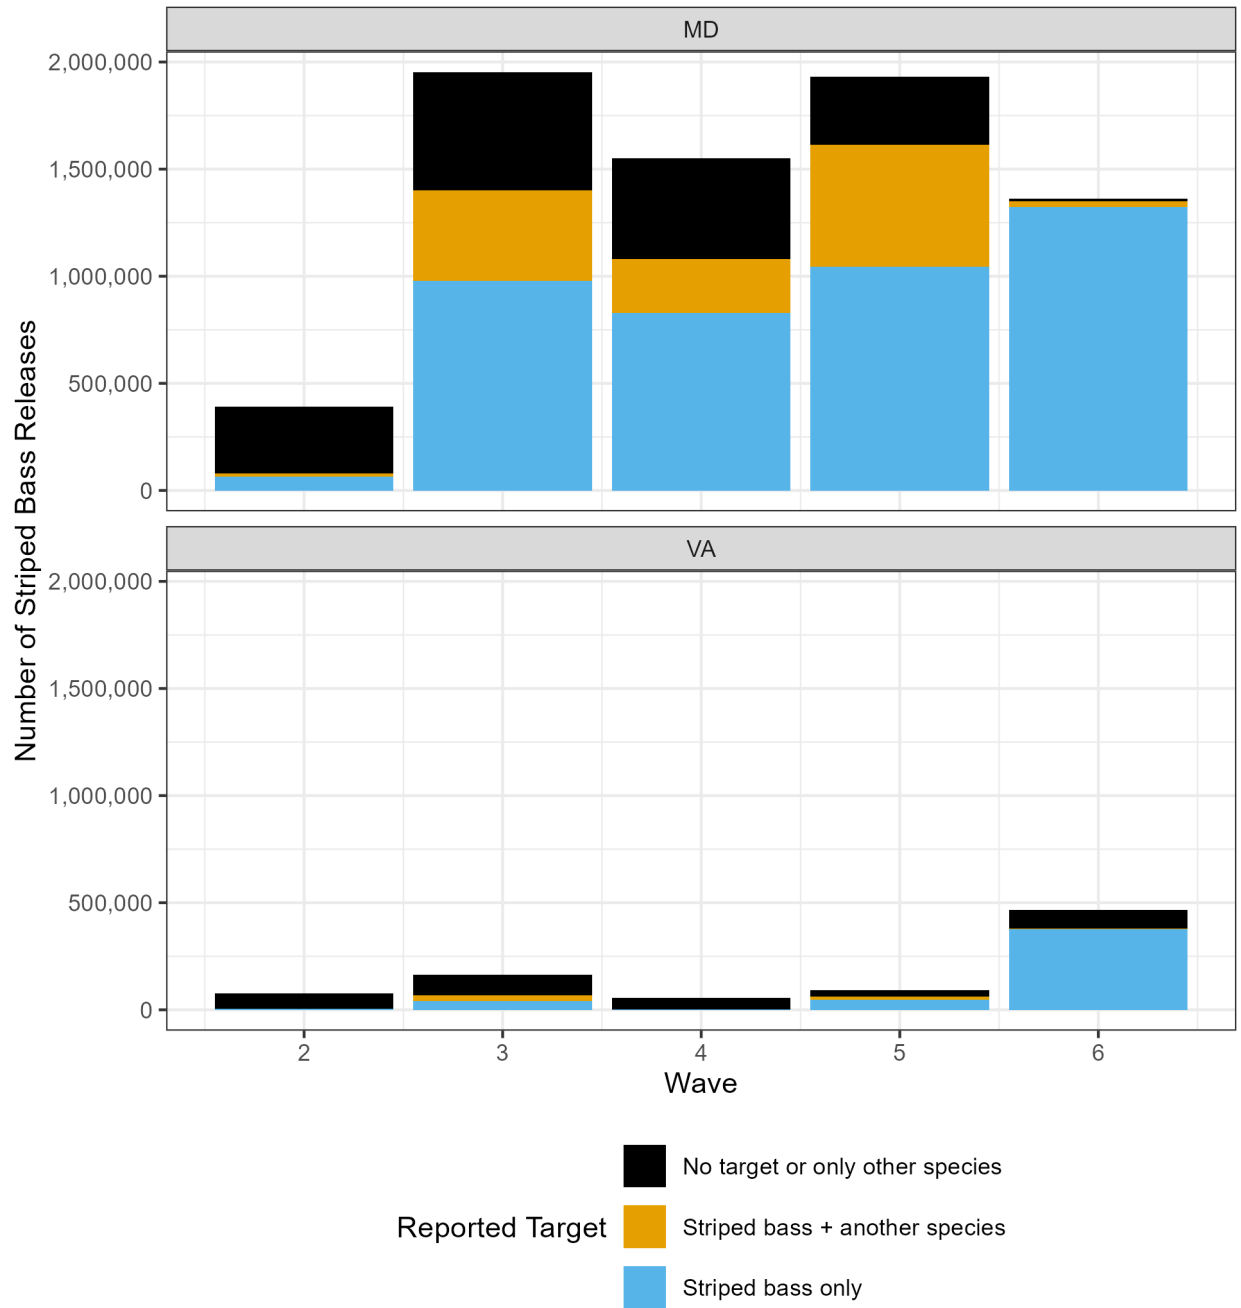 MD
2,000,000
1,500,000
1,000,000
500,000
0
Number of Striped Bass Releases
VA
2,000,000
1,500,000
1,000,000
500,000
0
2 3 4 5 6
Wave
Reported Target
No target or only other species
Striped bass + another species
Striped bass only